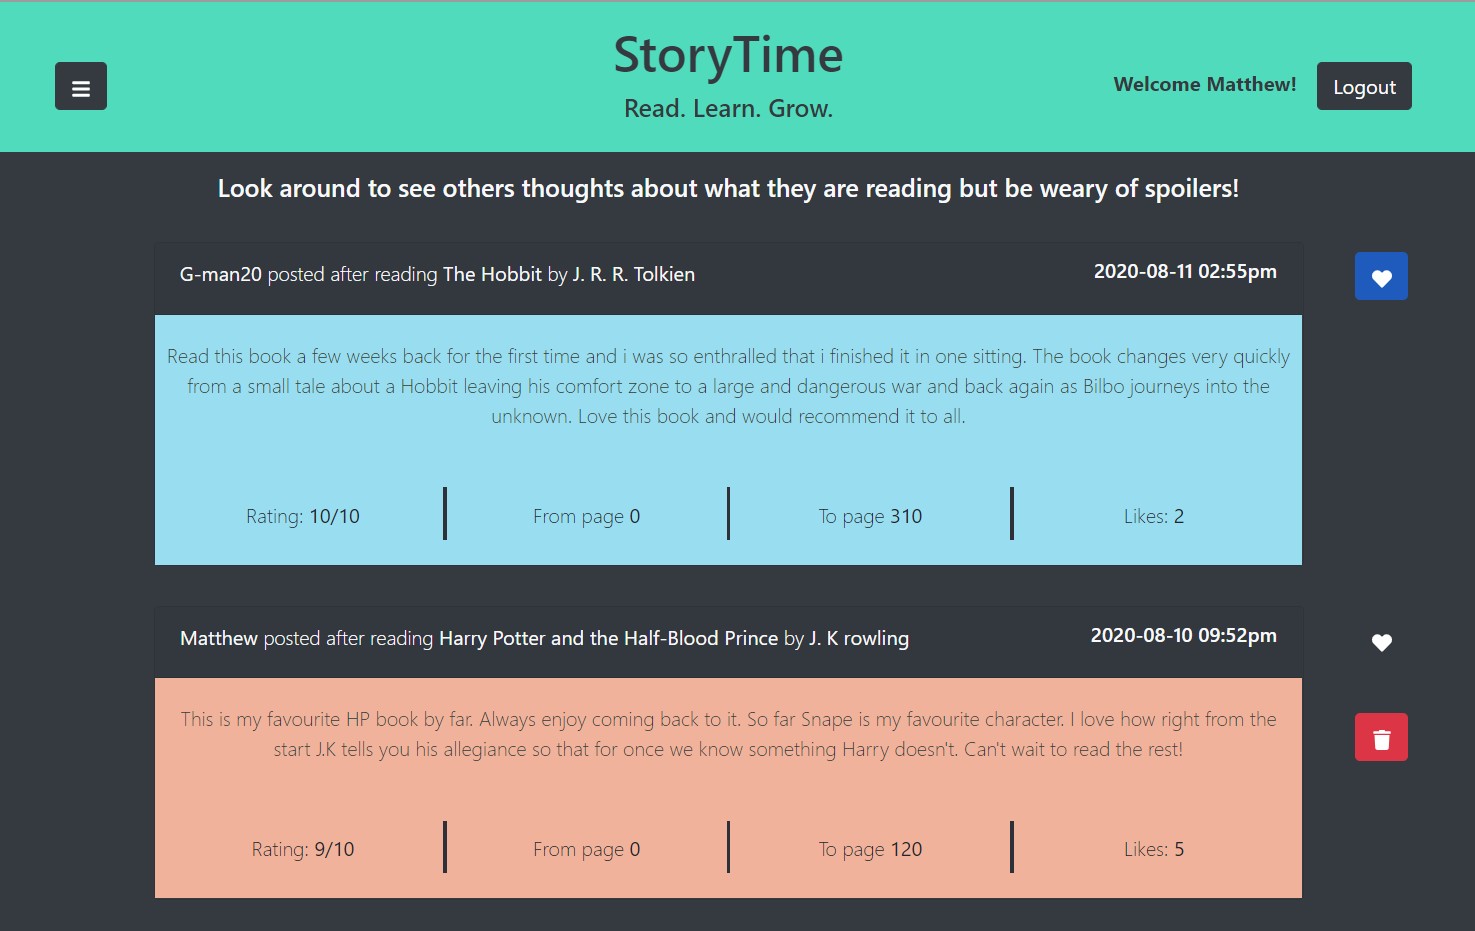 StoryTime
Read. Learn. Grow.
Welcome Matthew!
Logout
Look around to see others thoughts about what they are reading but be weary of spoilers!
G-man20 posted after reading The Hobbit by J. R. R. Tolkien
2020-08-11 02:55pm
Read this book a few weeks back for the first time and i was so enthralled that i finished it in one sitting. The book changes very quickly
from a small tale about a Hobbit leaving his comfort zone to a large and dangerous war and back again as Bilbo journeys into the
unknown. Love this book and would recommend it to all.
Rating: 10/10
From page 0
To page 310
Likes: 2
Matthew posted after reading Harry Potter and the Half-Blood Prince by J. K rowling
2020-08-10 09:52pm
This is my favourite HP book by far. Always enjoy coming back to it. So far Snape is my favourite character. I love how right from the
start J.K tells you his allegiance so that for once we know something Harry doesn't. Can't wait to read the rest!
Rating: 9/10
From page 0
To page 120
Likes: 5